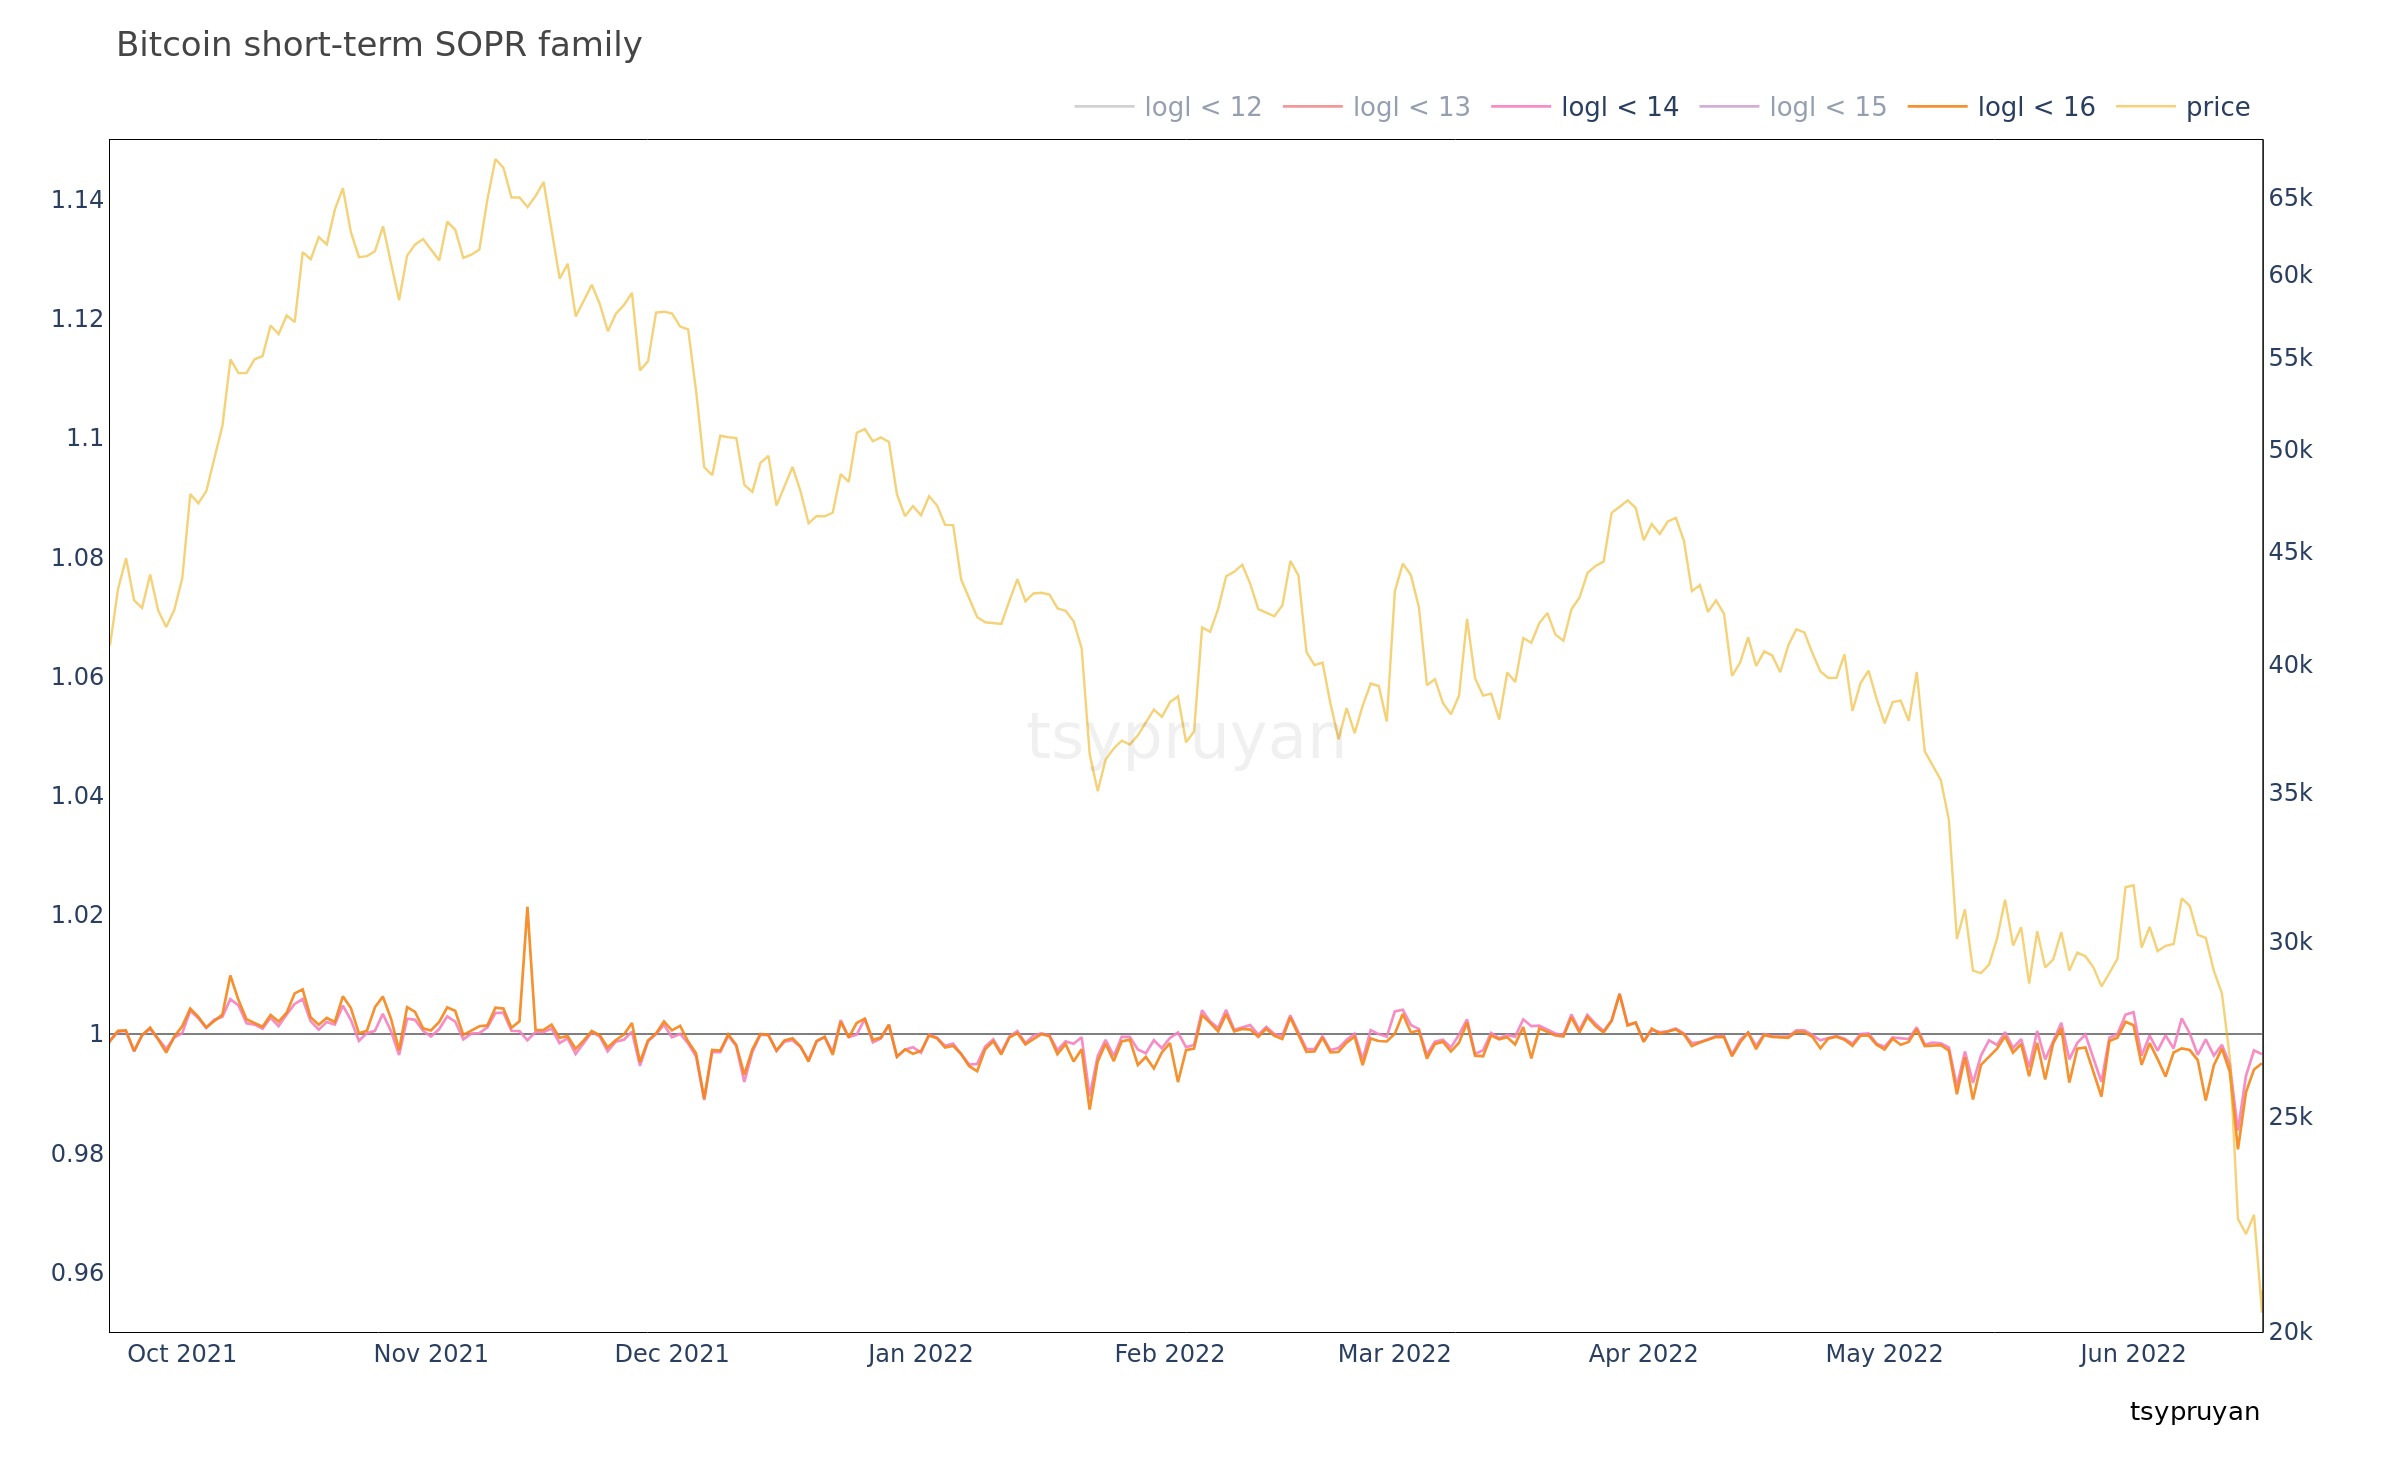 Bitcoin short-term SOPR family
logl < 12 logl < 13 logl < 14 logl < 15 logl < 16 price
1.14
1.12
1.1
1.08
1.06
1.04
1.02
1
0.98
0.96
65k
60k
55k
50k
45k
40k
35k
30k
25k
20k
tsypruyan
Oct 2021 Nov 2021 Dec 2021 Jan 2022 Feb 2022 Mar 2022 Apr 2022 May 2022 Jun 2022
tsypruyan